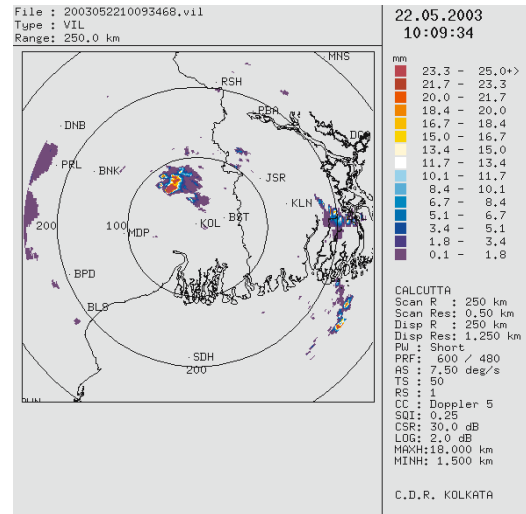 File : 2003052210093468.vil
Type : VIL
Range: 250.0 km
22.05.2003
10:09:34
mm
23.3 - 25.0+>
21.7 - 23.3
20.0 - 21.7
18.4 - 20.0
16.7 - 18.4
15.0 - 16.7
13.4 - 15.0
11.7 - 13.4
10.1 - 11.7
8.4 - 10.1
6.7 - 8.4
5.1 - 6.7
3.4 - 5.1
1.8 - 3.4
0.1 - 1.8
MNS
RSH
PBA
DNB
PRL
BNK
JSR
KLN
200
100
KOL
BGT
MDP
BPD
BLS
SDH
200
CALCUTTA
Scan R : 250 km
Scan Res: 0.50 km
Disp R : 250 km
Disp Res: 1.250 km
PW : Short
PRF: 600 / 480
AS : 7.50 deg/s
TS : 50
RS : 1
CC : Doppler 5
SQI: 0.25
CSR: 30.0 dB
LOG: 2.0 dB
MAXH:18.000 km
MINH: 1.500 km
C.D.R. KOLKATA